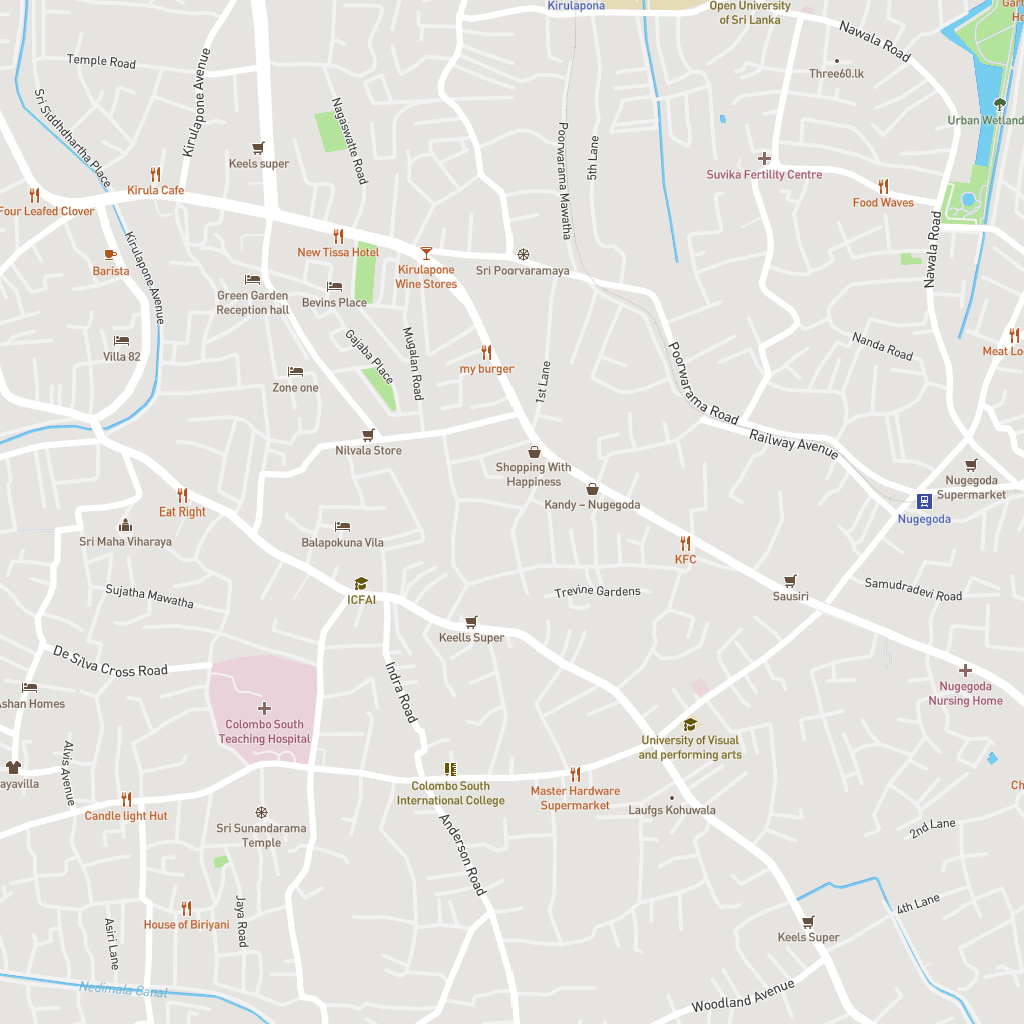 Kirulapona
Open University
of Sri Lanka
Nawala Road
Temple Road
Kirulapone Avenue
Three60.lk
Sri Siddhdhartha Place
Nagaswatte Road
Poorwarama Mawatha
5th Lane
Urban Wetland
Keels super
Suvika Fertility Centre
Kirula Cafe
Four Leafed Clover
Food Waves
Nawala Road
New Tissa Hotel
Barista
Kirulapone Avenue
Kirulapone
Wine Stores
Sri Poorvaramaya
Green Garden
Reception hall
Bevins Place
Villa 82
Gajaba Place
Mugalan Road
my burger
Nanda Road
Zone one
1st Lane
Poorwarama Road
Railway Avenue
Nilvala Store
Shopping With
Happiness
Nugegoda
Supermarket
Eat Right
Kandy – Nugegoda
Nugegoda
Sri Maha Viharaya
Balapokuna Vila
KFC
Sujatha Mawatha
ICFAI
Trevine Gardens
Sausiri
Samudradevi Road
Keells Super
De Silva Cross Road
Indra Road
Nugegoda
Nursing Home
Colombo South
Teaching Hospital
University of Visual
and performing arts
Alvis Avenue
Colombo South
International College
Master Hardware
Supermarket
Laufgs Kohuwala
Candle light Hut
Sri Sunandarama
Temple
Anderson Road
2nd Lane
House of Biriyani
Jaya Road
Asiri Lane
4th Lane
Keels Super
Nedimala Canal
Woodland Avenue